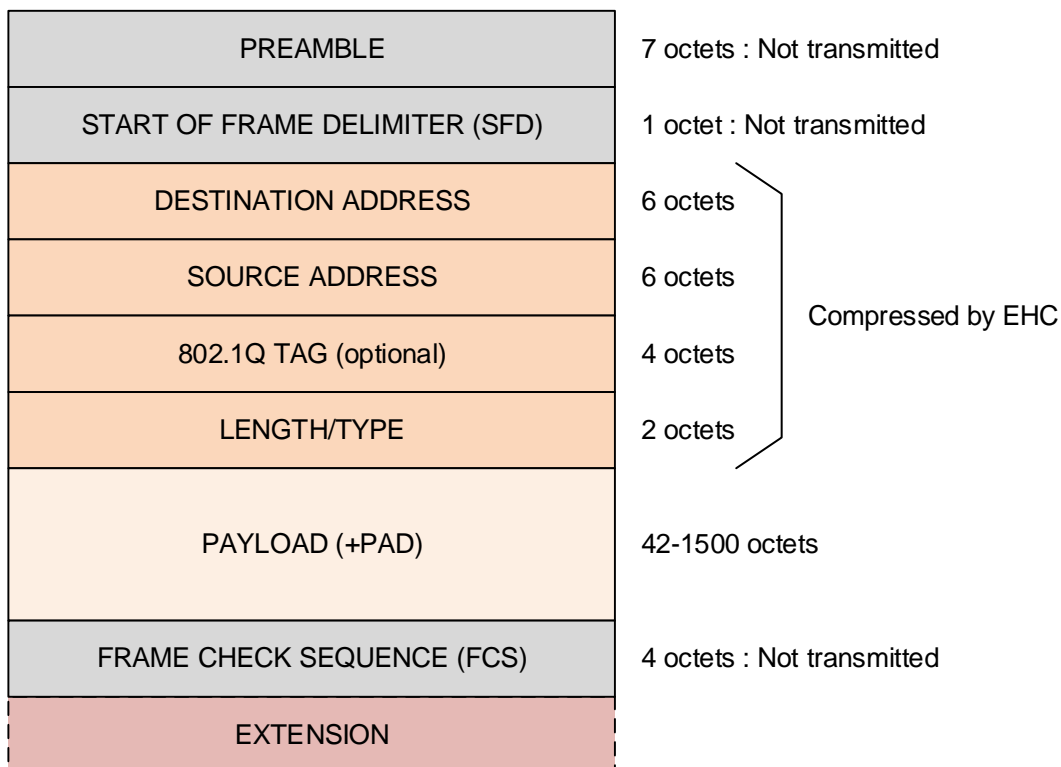 PREAMBLE
7 octets : Not transmitted
START OF FRAME DELIMITER (SFD)
1 octet : Not transmitted
DESTINATION ADDRESS
6 octets
SOURCE ADDRESS
6 octets
Compressed by EHC
802.1Q TAG (optional)
4 octets
LENGTH/TYPE
2 octets
PAYLOAD (+PAD)
42-1500 octets
FRAME CHECK SEQUENCE (FCS)
4 octets : Not transmitted
EXTENSION